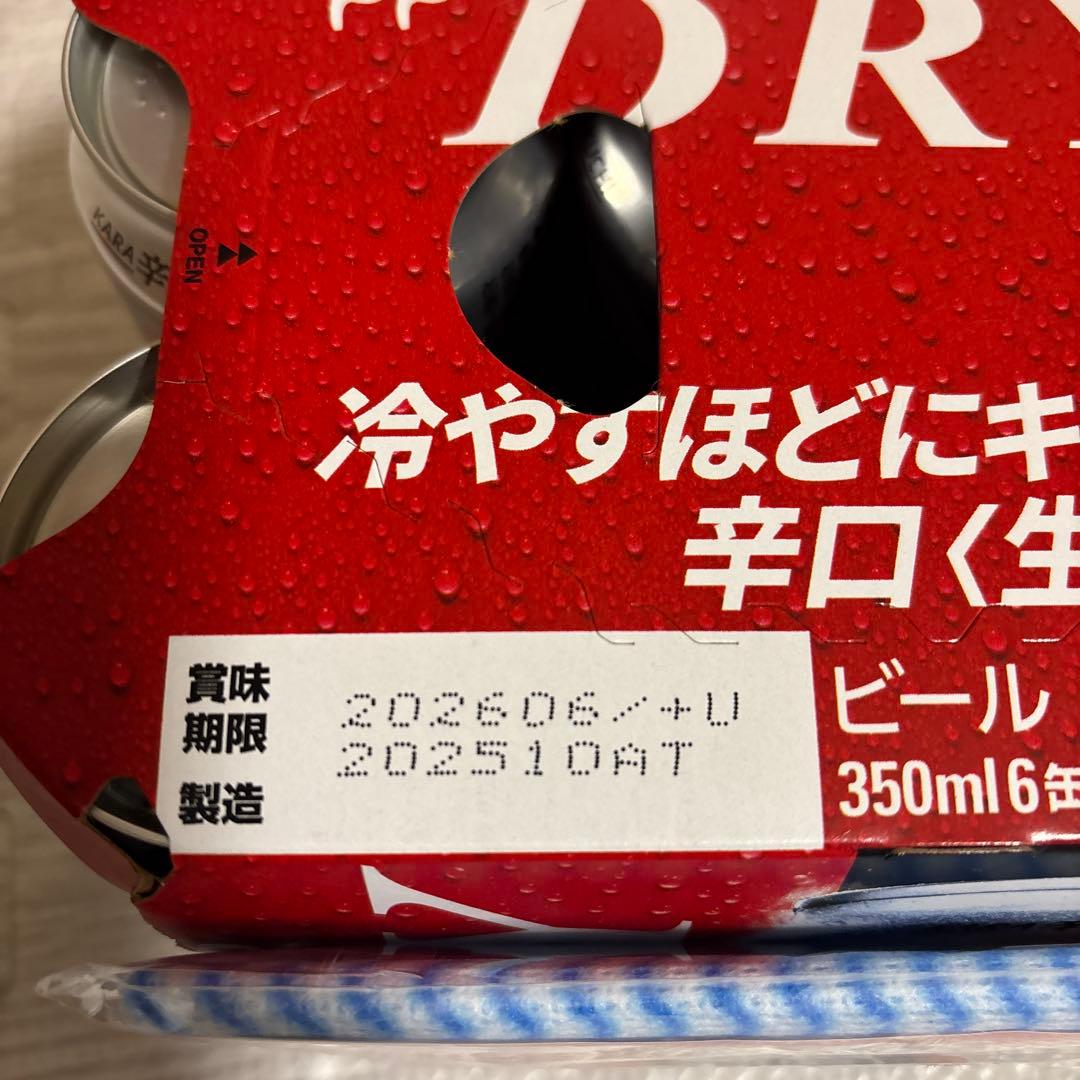 DRY
KARA 辛
OPEN
冷やすほどにキ
辛口〈生
賞味
期限
製造
202606/+U
202510AT
ビール
350ml 6缶